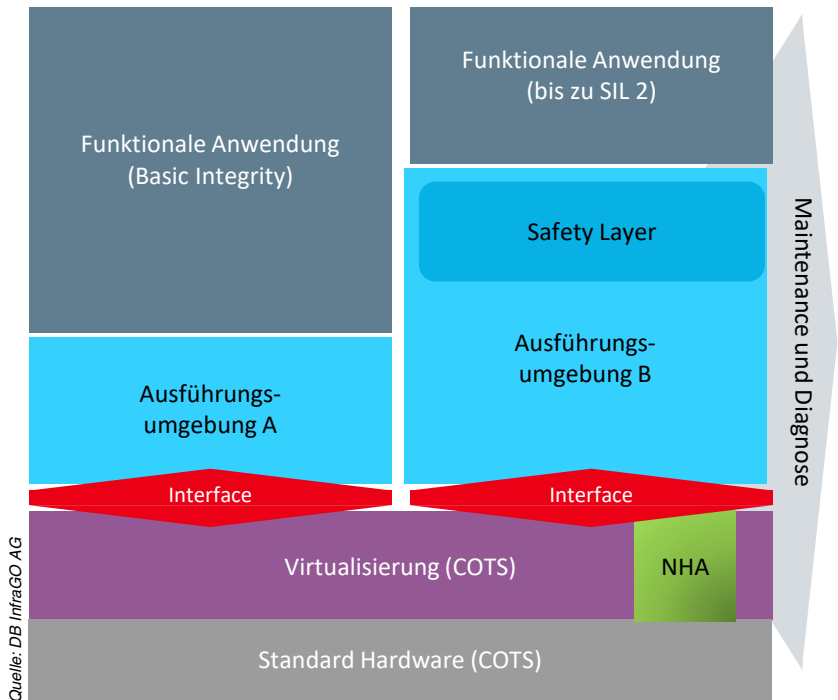 Funktionale Anwendung
(Basic Integrity)
Funktionale Anwendung
(bis zu SIL 2)
Safety Layer
Ausführungs-
umgebung A
Ausführungs-
umgebung B
Interface
Interface
Virtualisierung (COTS)
NHA
Standard Hardware (COTS)
Maintenance und Diagnose
Quelle: DB InfraGO AG